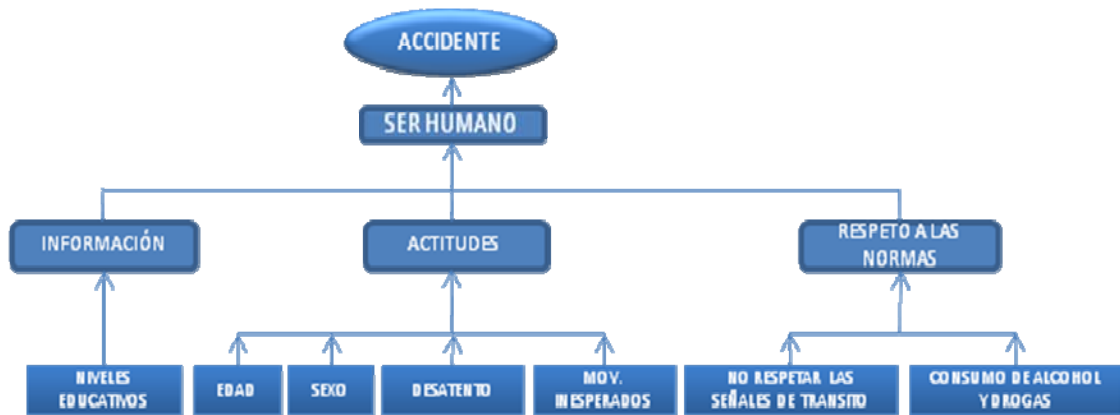 ACCIDENTE
SER HUMANO
INFORMACIÓN
ACTITUDES
RESPETO A LAS
NORMAS
NIVELES
EDUCATIVOS
EDAD
SEXO
DESATENTO
MOV.
INESPERADOS
NO RESPETAR LAS
SEÑALES DE TRANSITO
CONSUMO DE ALCOHOL
Y DROGAS